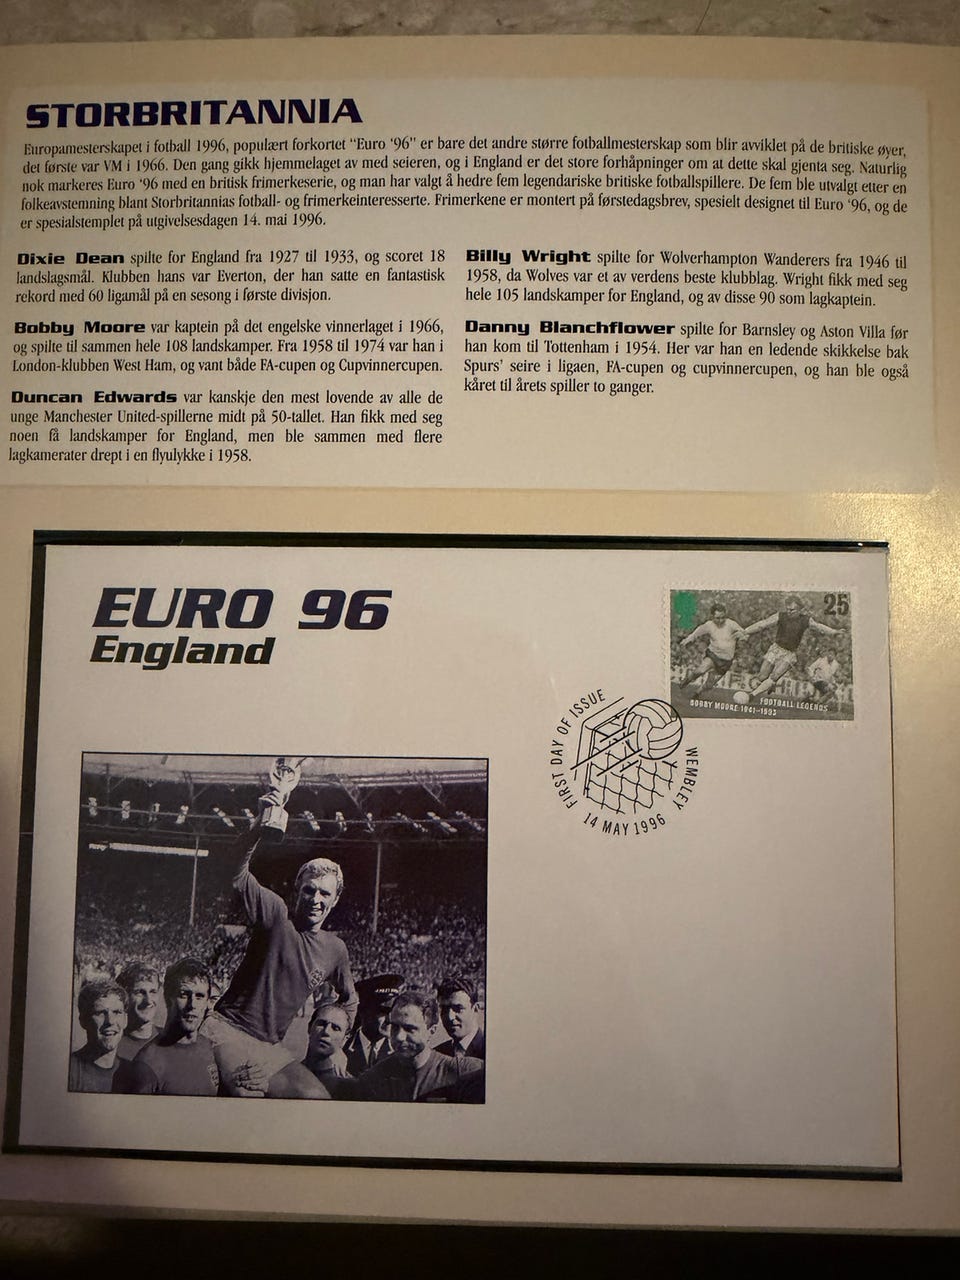 STORBRITANNIA
Europamesterskapet i fotball 1996, populært forkortet "Euro '96" er bare det andre større fotballmesterskap som blir avviklet på de britiske øyer,
det første var VM i 1966. Den gang gikk hjemmelaget av med seieren, og i England er det store forhåpninger om at dette skal gjenta seg. Naturlig
nok markeres Euro '96 med en britisk frimerkeserie, og man har valgt å hedre fem legendariske britiske fotballspillere. De fem ble utvalgt etter en
folkeavstemning blant Storbritannias fotball- og frimerkeinteresserte. Frimerkene er montert på førstedagsbrev, spesielt designet til Euro '96, og de
er spesialstemplet på utgivelsesdagen 14. mai 1996.
Dixie Dean spilte for England fra 1927 til 1933, og scoret 18
landslagsmål. Klubben hans var Everton, der han satte en fantastisk
rekord med 60 ligamål på en sesong i første divisjon.
Bobby Moore var kaptein på det engelske vinnerlaget i 1966,
og spilte til sammen hele 108 landskamper. Fra 1958 til 1974 var han i
London-klubben West Ham, og vant både FA-cupen og Cupvinnercupen.
Duncan Edwards var kanskje den mest lovende av alle de
unge Manchester United-spillerne midt på 50-tallet. Han fikk med seg
noen få landskamper for England, men ble sammen med flere
lagkamerater drept i en flyulykke i 1958.
Billy Wright spilte for Wolverhampton Wanderers fra 1946 til
1958, da Wolves var et av verdens beste klubblag. Wright fikk med seg
hele 105 landskamper for England, og av disse 90 som lagkaptein.
Danny Blanchflower spilte for Barnsley og Aston Villa før
han kom til Tottenham i 1954. Her var han en ledende skikkelse bak
Spurs' seire i ligaen, FA-cupen og cupvinnercupen, og han ble også
kåret til årets spiller to ganger.
EURO 96
England
25
BOBBY MOORE 1941-1993
FOOTBALL LEGENDS
FIRST DAY OF ISSUE
WEMBLEY
14 MAY 1996